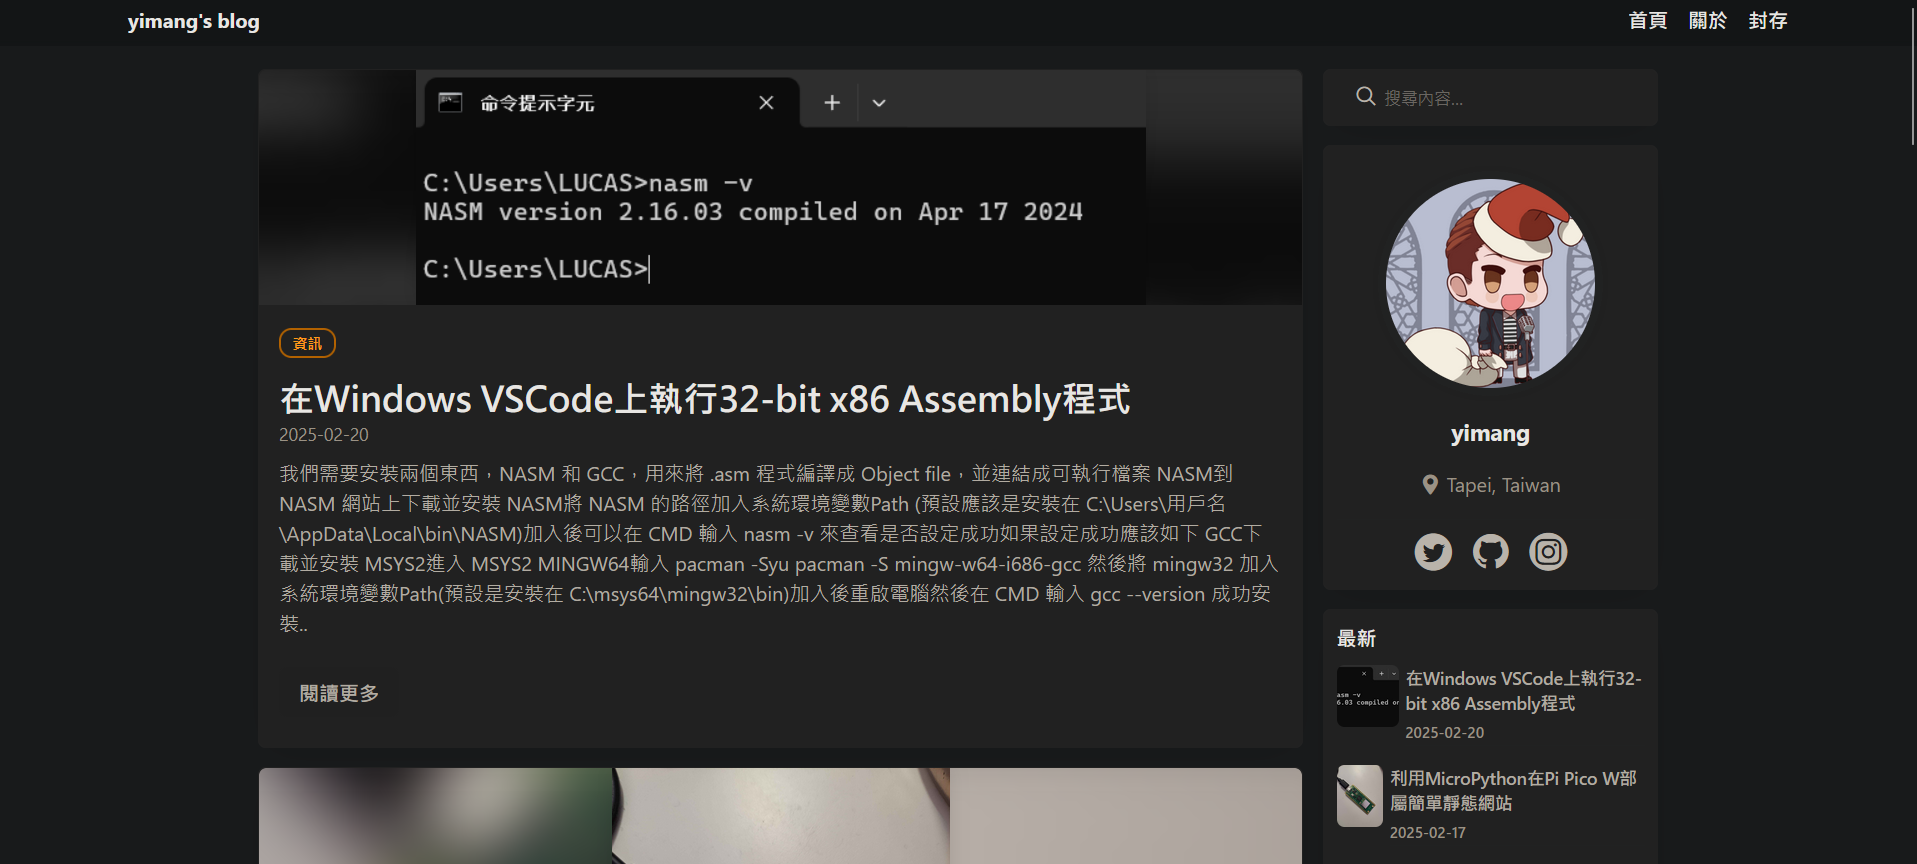 yimang's blog
首頁 關於 封存
命令提示字元
C:\Users\LUCAS>nasm -v
NASM version 2.16.03 compiled on Apr 17 2024
C:\Users\LUCAS>
資訊
在Windows VSCode上執行32-bit x86 Assembly程式
2025-02-20
我們需要安裝兩個東西，NASM 和 GCC，用來將 .asm 程式編譯成 Object file，並連結成可執行檔案 NASM到
NASM 網站上下載並安裝 NASM將 NASM 的路徑加入系統環境變數Path (預設應該是安裝在 C:\Users\用戶名
\AppData\Local\bin\NASM)加入後可以在 CMD 輸入 nasm -v 來查看是否設定成功如果設定成功應該如下 GCC下
載並安裝 MSYS2進入 MSYS2 MINGW64輸入 pacman -Syu pacman -S mingw-w64-i686-gcc 然後將 mingw32 加入
系統環境變數Path(預設是安裝在 C:\msys64\mingw32\bin)加入後重啟電腦然後在 CMD 輸入 gcc --version 成功安
裝..
閱讀更多
搜尋內容...
yimang
Tapei, Taiwan
最新
asm -v
6.03 compiled on
在Windows VSCode上執行32-
bit x86 Assembly程式
2025-02-20
利用MicroPython在Pi Pico W部
屬簡單靜態網站
2025-02-17